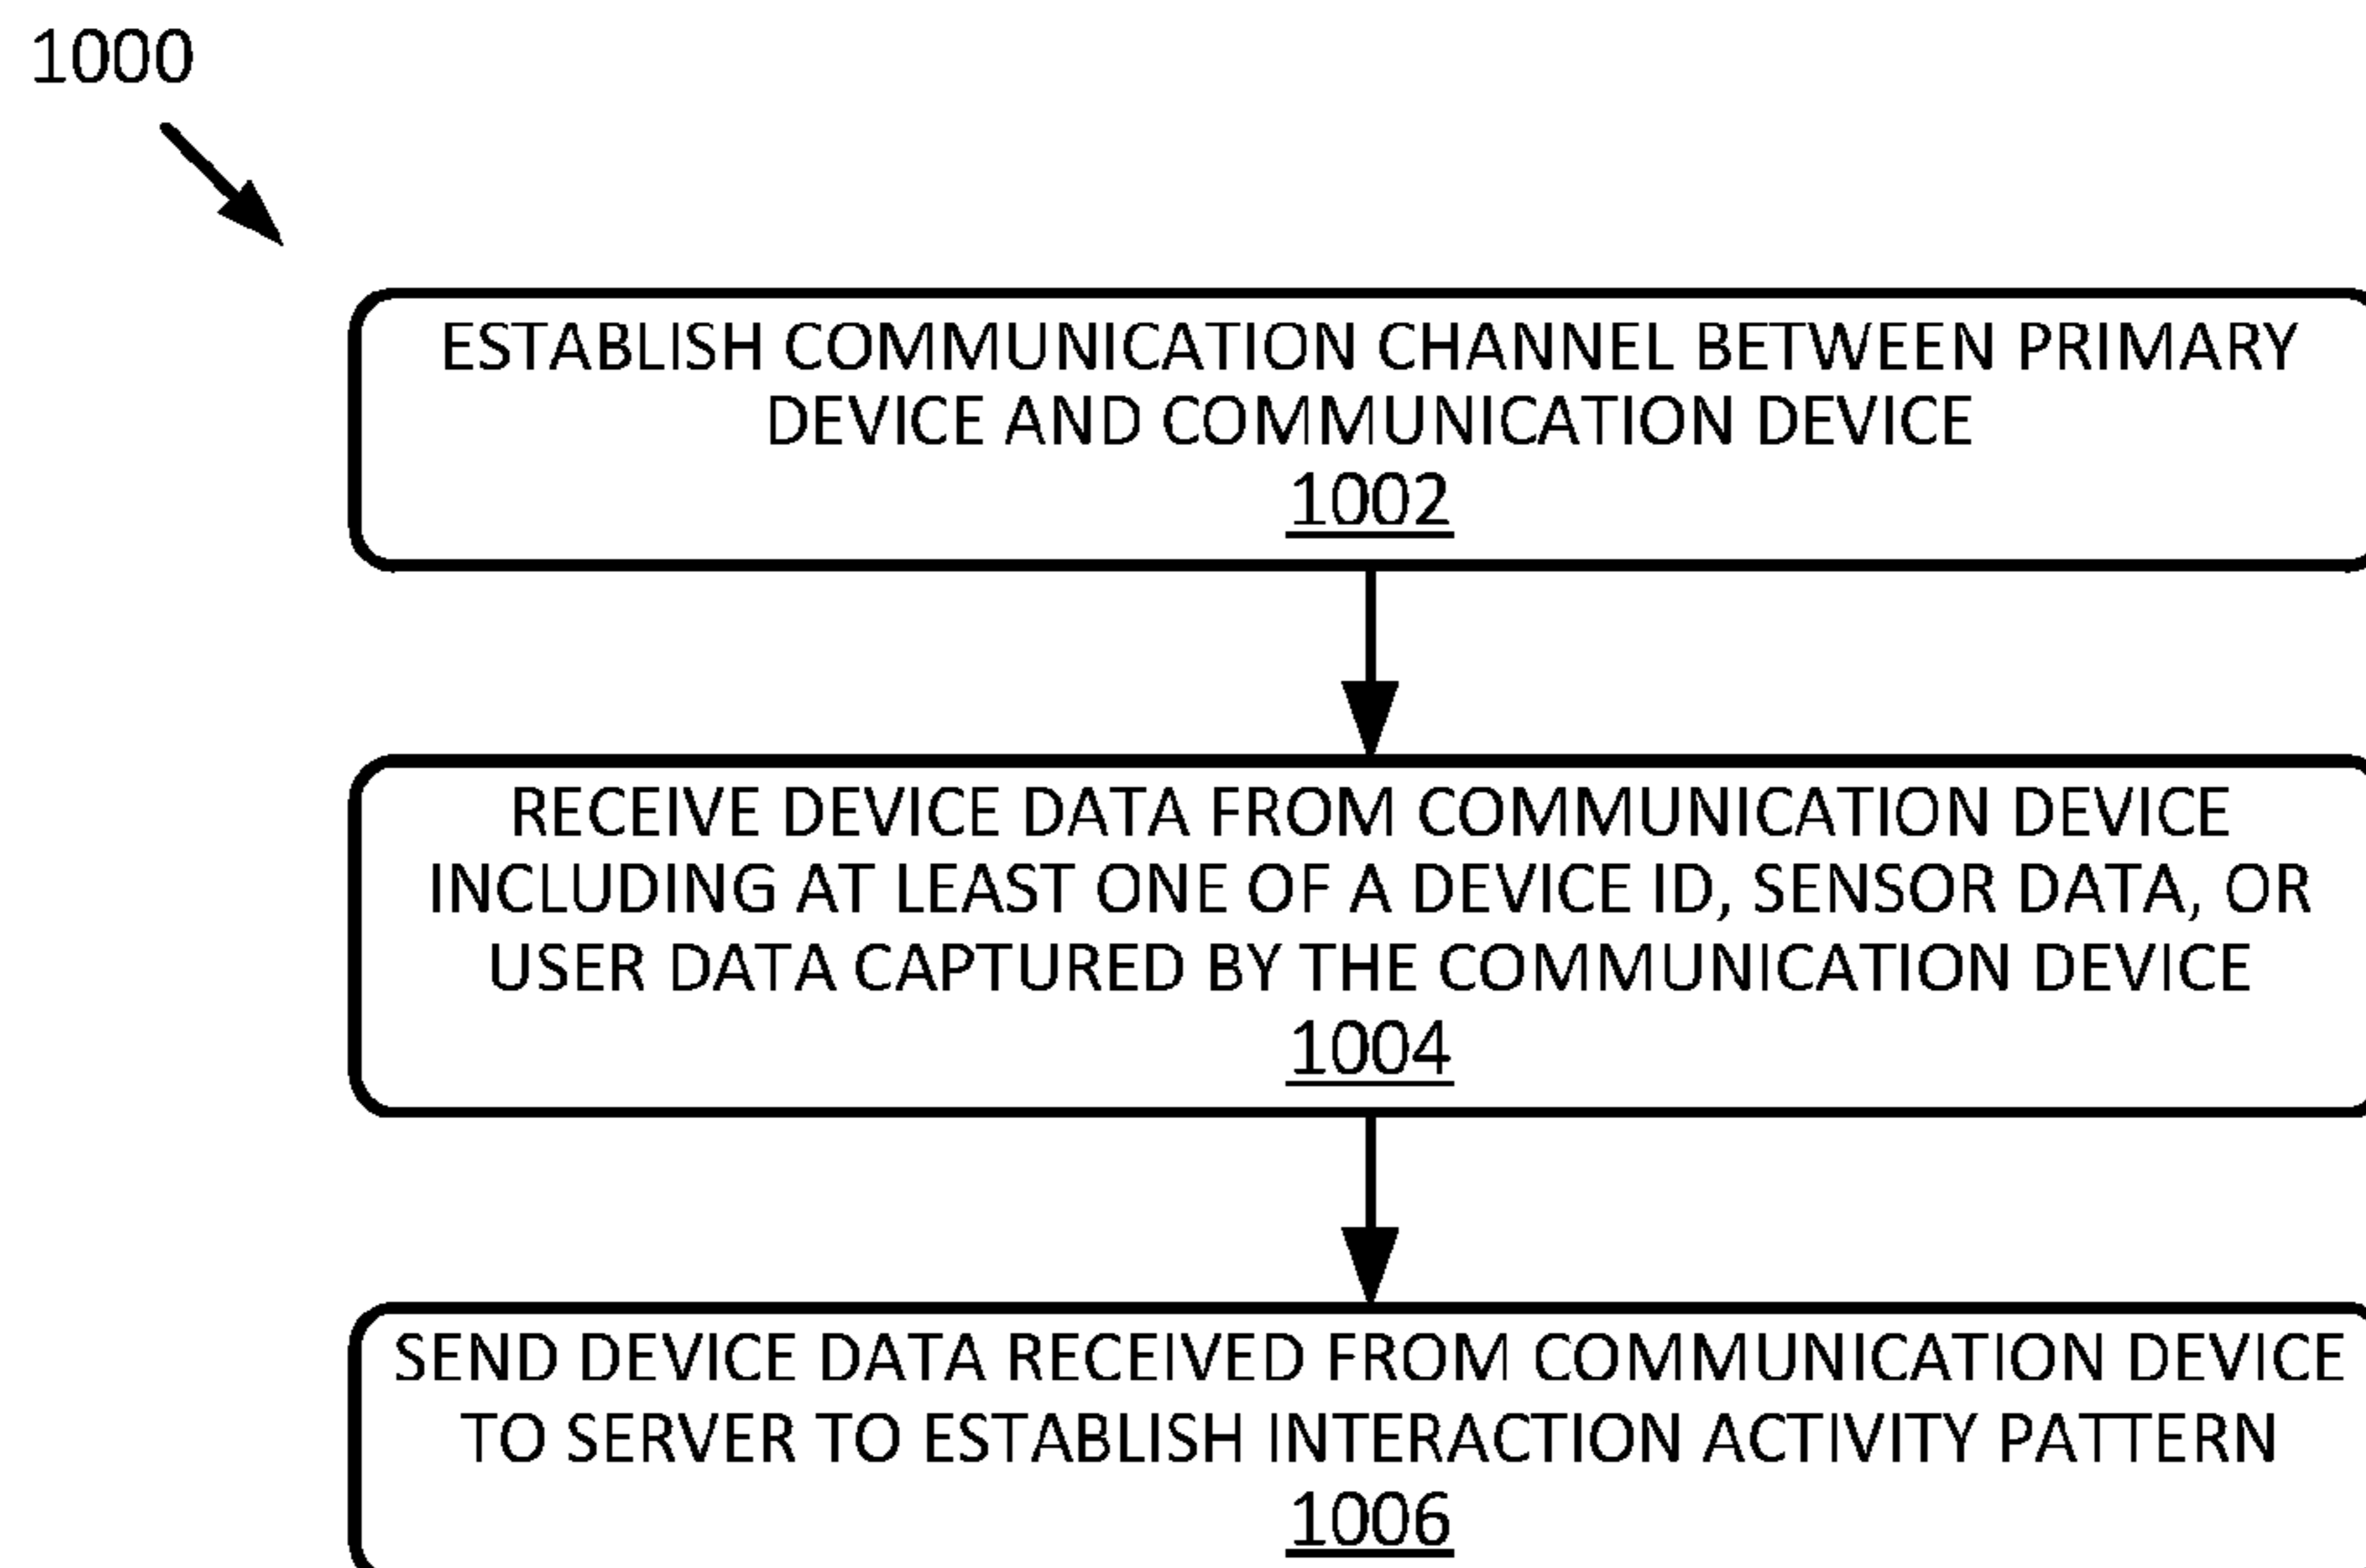 1000
ESTABLISH COMMUNICATION CHANNEL BETWEEN PRIMARY
DEVICE AND COMMUNICATION DEVICE
1002
RECEIVE DEVICE DATA FROM COMMUNICATION DEVICE
INCLUDING AT LEAST ONE OF A DEVICE ID, SENSOR DATA, OR
USER DATA CAPTURED BY THE COMMUNICATION DEVICE
1004
SEND DEVICE DATA RECEIVED FROM COMMUNICATION DEVICE
TO SERVER TO ESTABLISH INTERACTION ACTIVITY PATTERN
1006